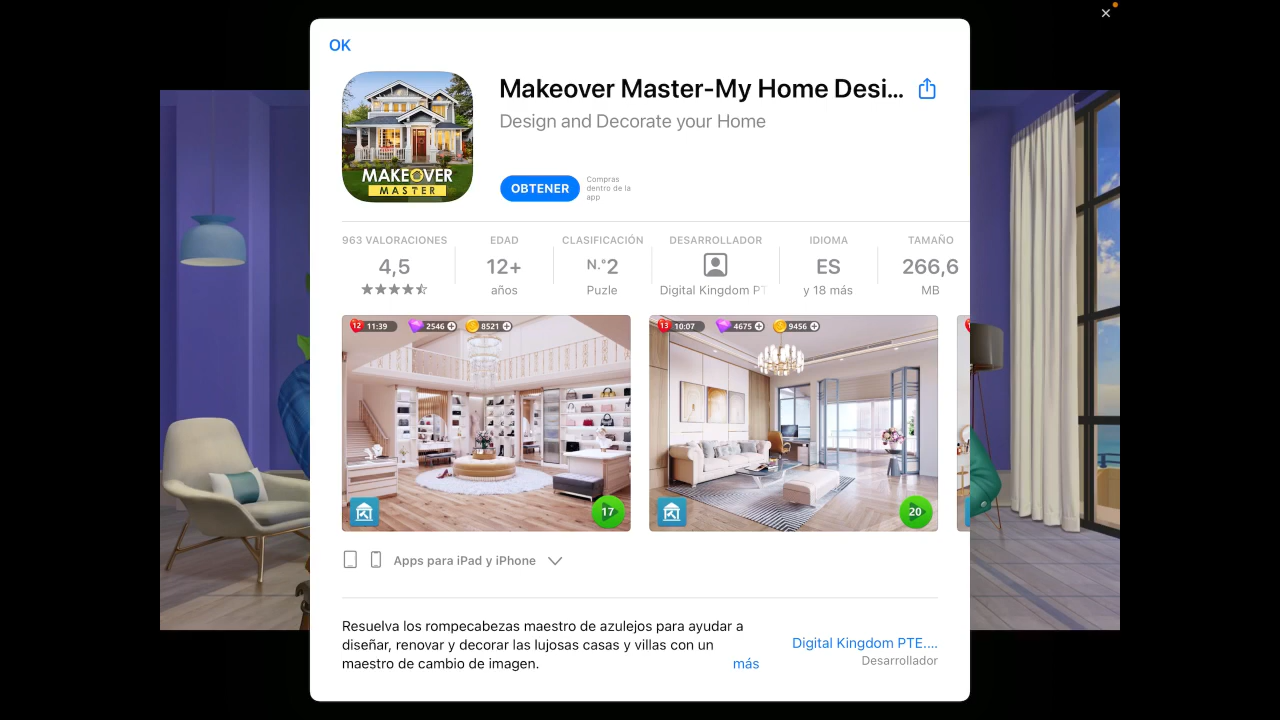 OK
MAKEOVER
MASTER
Makeover Master-My Home Desi...
Design and Decorate your Home
OBTENER
Compras
dentro de la
app
963 VALORACIONES
4,5
EDAD
12+
años
CLASIFICACIÓN
N.º2
Puzle
DESARROLLADOR
Digital Kingdom PT
IDIOMA
ES
y 18 más
TAMAÑO
266,6
MB
12 11:39 2546 8521
17
13 10:07 4675 9456
20
Apps para iPad y iPhone
Resuelva los rompecabezas maestro de azulejos para ayudar a
diseñar, renovar y decorar las lujosas casas y villas con un
maestro de cambio de imagen.
más
Digital Kingdom PTE....
Desarrollador